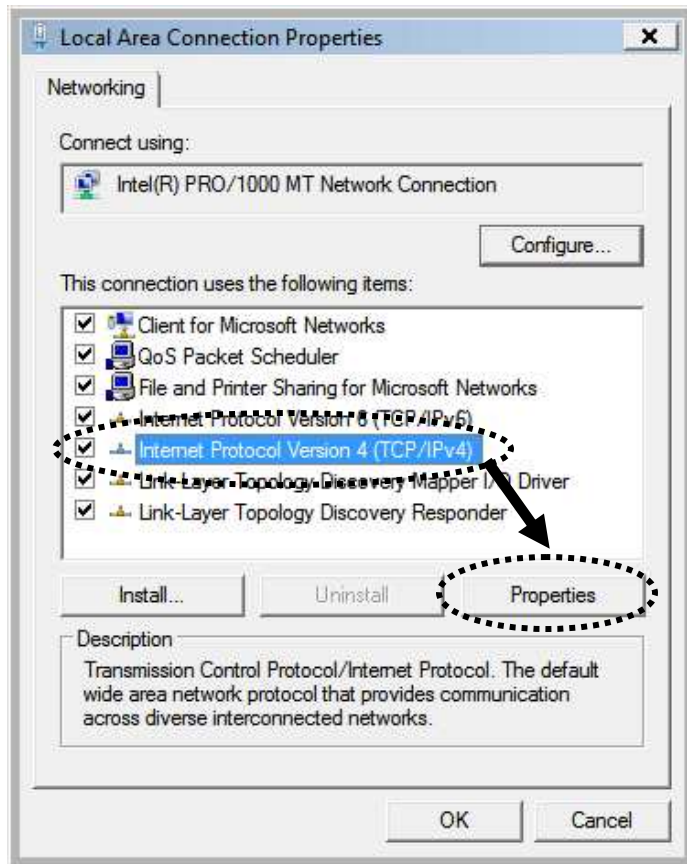 Local Area Connection Properties
Networking
Connect using:
Intel(R) PRO/1000 MT Network Connection
Configure...
This connection uses the following items:
Client for Microsoft Networks
QoS Packet Scheduler
File and Printer Sharing for Microsoft Networks
Internet Protocol Version 6 (TCP/IPv6)
Internet Protocol Version 4 (TCP/IPv4)
Link-Layer Topology Discovery Mapper I/O Driver
Link-Layer Topology Discovery Responder
Install...
Uninstall
Properties
Description
Transmission Control Protocol/Internet Protocol. The default
wide area network protocol that provides communication
across diverse interconnected networks.
OK
Cancel